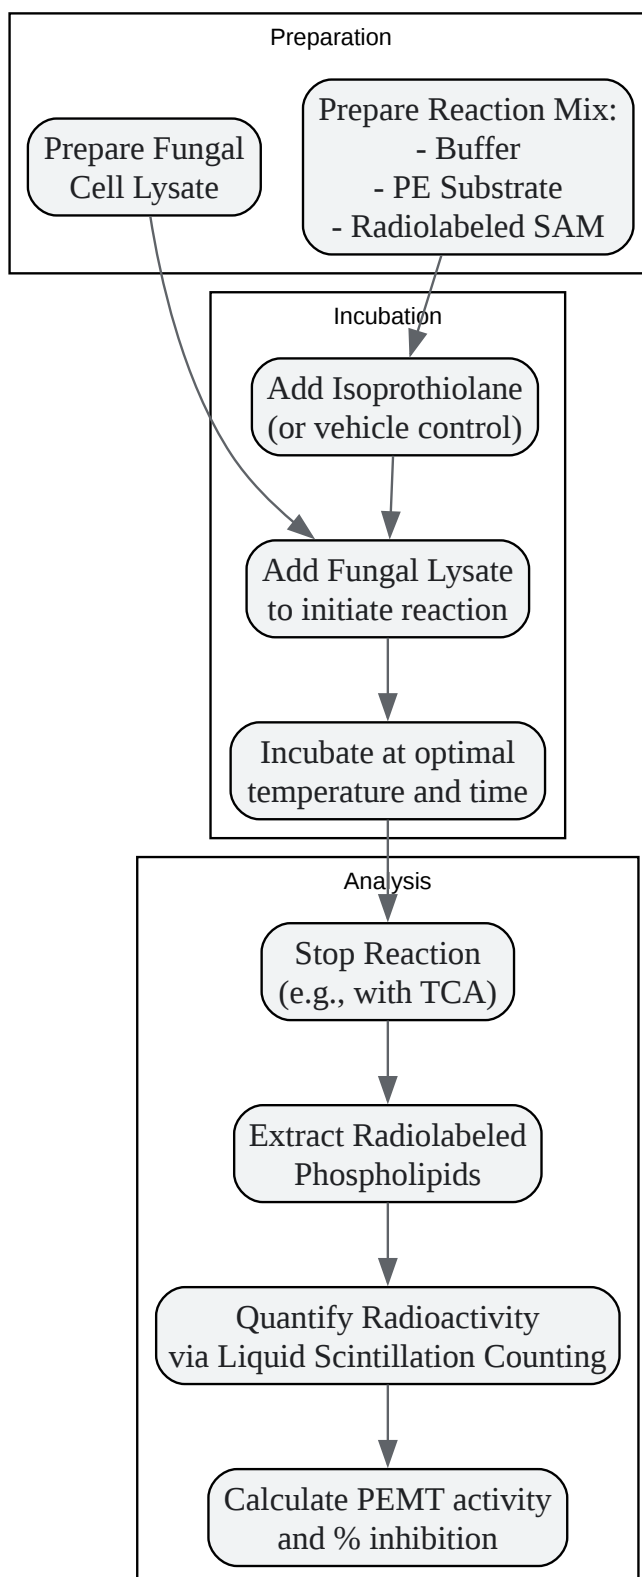 Preparation
Prepare Fungal
Cell Lysate
Prepare Reaction Mix:
- Buffer
- PE Substrate
- Radiolabeled SAM
Incubation
Add Isoprothiolane
(or vehicle control)
Add Fungal Lysate
to initiate reaction
Incubate at optimal
temperature and time
Analysis
Stop Reaction
(e.g., with TCA)
Extract Radiolabeled
Phospholipids
Quantify Radioactivity
via Liquid Scintillation Counting
Calculate PEMT activity
and % inhibition